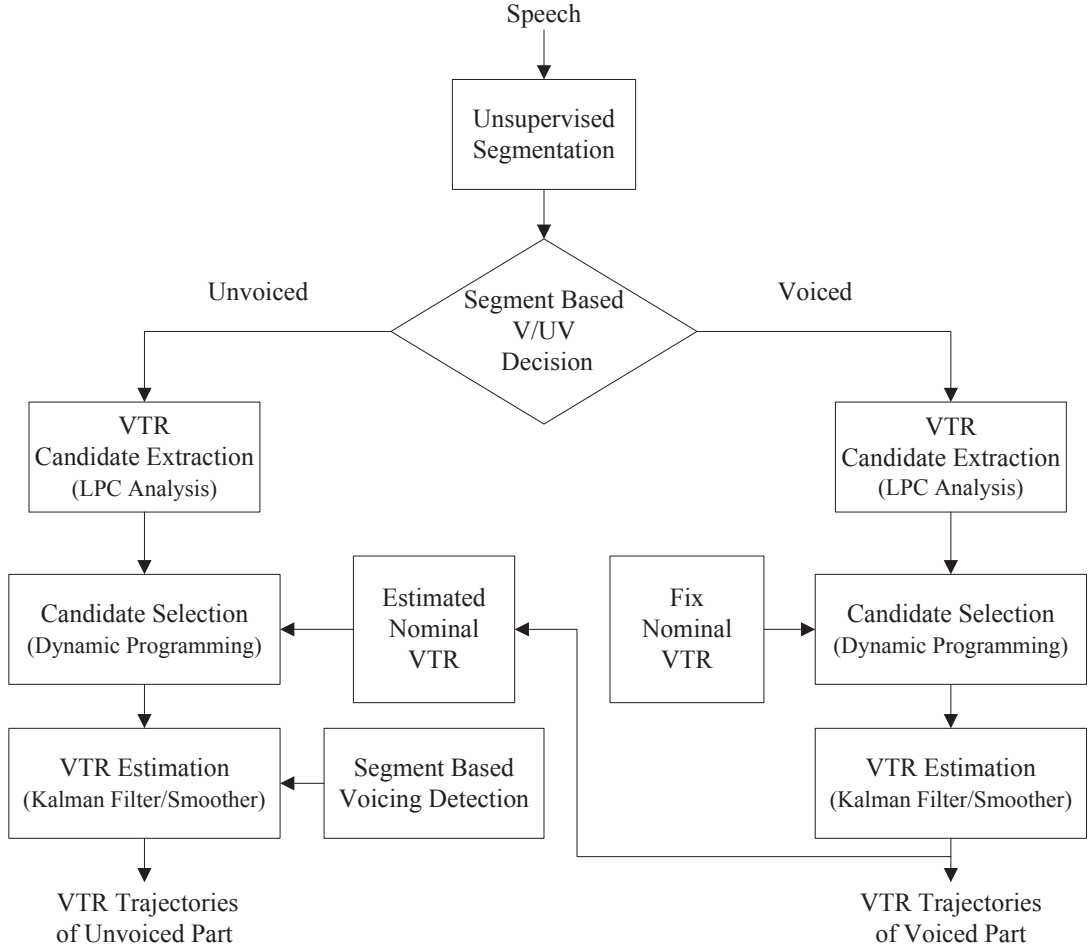 Speech
Unsupervised
Segmentation
Unvoiced
Segment Based
V/UV
Decision
Voiced
VTR
Candidate Extraction
(LPC Analysis)
VTR
Candidate Extraction
(LPC Analysis)
Candidate Selection
(Dynamic Programming)
Estimated
Nominal
VTR
Fix
Nominal
VTR
Candidate Selection
(Dynamic Programming)
VTR Estimation
(Kalman Filter/Smoother)
Segment Based
Voicing Detection
VTR Estimation
(Kalman Filter/Smoother)
VTR Trajectories
of Unvoiced Part
VTR Trajectories
of Voiced Part